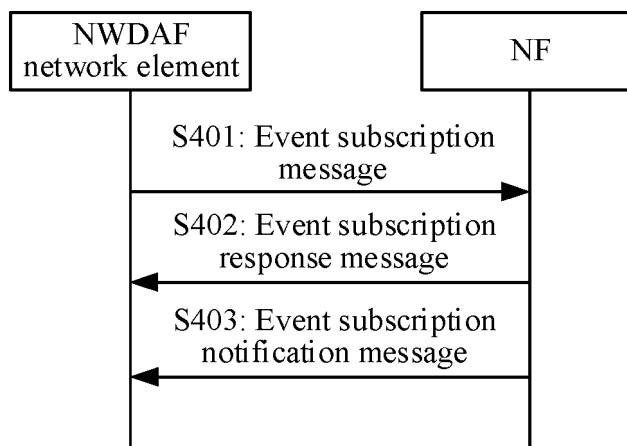 NWDAF
network element
NF
S401: Event subscription
message
S402: Event subscription
response message
S403: Event subscription
notification message